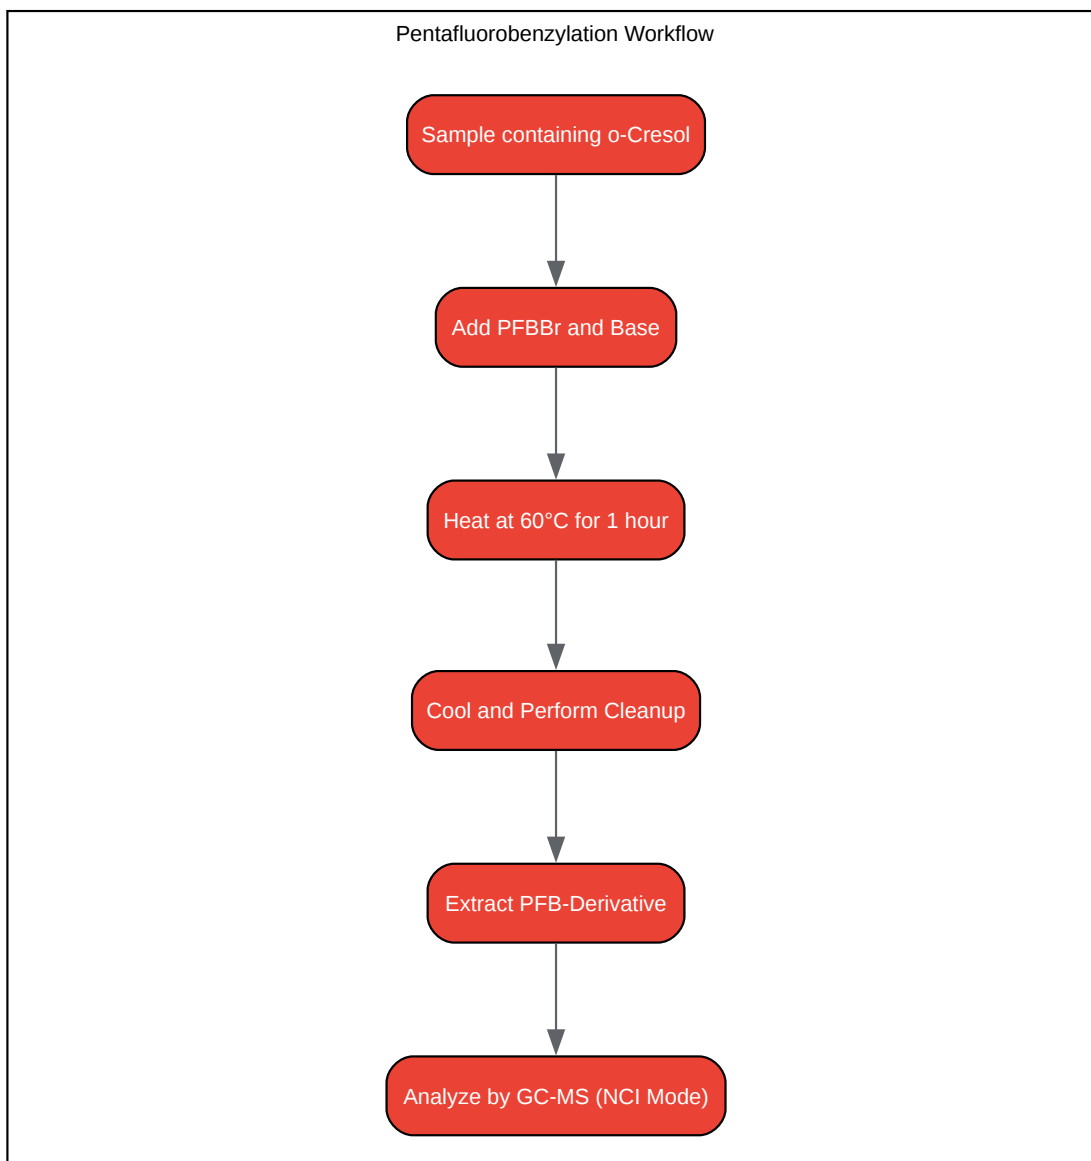 Pentafluorobenzylation Workflow
Sample containing o-Cresol
Add PFBBr and Base
Heat at 60°C for 1 hour
Cool and Perform Cleanup
Extract PFB-Derivative
Analyze by GC-MS (NCI Mode)